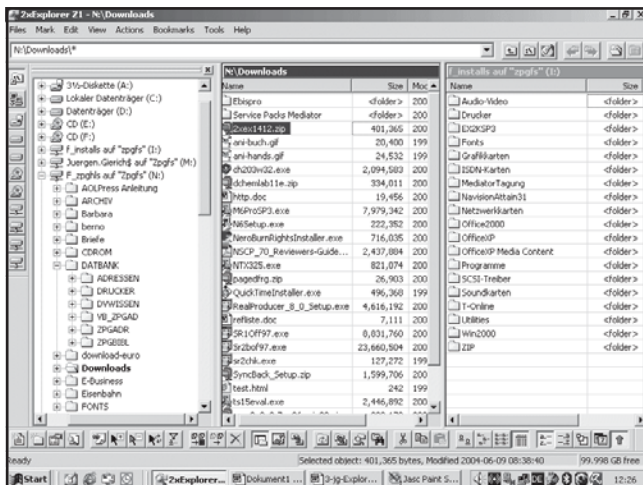 2xExplorer Z1 - N:\Downloads
Files Mark Edit View Actions Bookmarks Tools Help
N:\Downloads\*
3½-Diskette (A:)
Lokaler Datenträger (C:)
Datenträger (D:)
CD (E:)
CD (F:)
f_installs auf "zpgfs" (I:)
Juergen.Gerich$ auf "Zpgfs" (M:)
F_zpghls auf "Zpgfs" (N:)
AOLPress Anleitung
ARCHIV
Barbara
berno
Briefe
CDROM
DATBANK
ADRESSEN
DRUCKER
DVWISSEN
VB_ZPGAD
ZPGADR
ZPGBIBL
download-euro
Downloads
E-Business
Eisenbahn
FONTS
N:\Downloads
Name Size Moc
Ebispro <folder> 200
Service Packs Mediator <folder> 200
2xex1412.zip 401,365 200
ani-buch.gif 20,400 199
ani-hands.gif 24,532 199
ch203w32.exe 2,094,583 200
dchemlab11e.zip 334,011 200
http.doc 19,456 200
M6ProSP3.exe 7,979,342 200
N6Setup.exe 222,352 200
NeroBurnRightsInstaller.exe 716,035 200
NSCP_70_Reviewers-Guide... 2,437,884 200
NTX325.exe 821,074 200
pagedfrg.zip 26,903 200
QuickTimeInstaller.exe 496,368 199
RealProducer_8_0_Setup.exe 4,616,192 200
refliste.doc 7,111 200
SR1Off97.exe 8,031,760 200
Sr2bof97.exe 23,660,504 200
sr2chk.exe 127,272 199
SyncBack_Setup.zip 1,599,706 200
test.html 242 199
ts15eval.exe 2,446,892 200
f_installs auf "zpgfs" (I:)
Name Size
Audio-Video <folder>
Drucker <folder>
EX2KSP3 <folder>
Fonts <folder>
Grafikkarten <folder>
ISDN-Karten <folder>
MediatorTagung <folder>
NavisionAttain31 <folder>
Netzwerkkarten <folder>
Office2000 <folder>
OfficeXP <folder>
OfficeXP Media Content <folder>
Programme <folder>
SCSI-Treiber <folder>
Soundkarten <folder>
T-Online <folder>
Utilities <folder>
Win2000 <folder>
ZIP <folder>
Ready Selected object: 401,365 bytes, Modified 2004-06-09 08:38:40 99.998 GB free
Start 2xExplorer... Dokument1 ... 3-jg-Explor... Jasc Paint S... 12:26